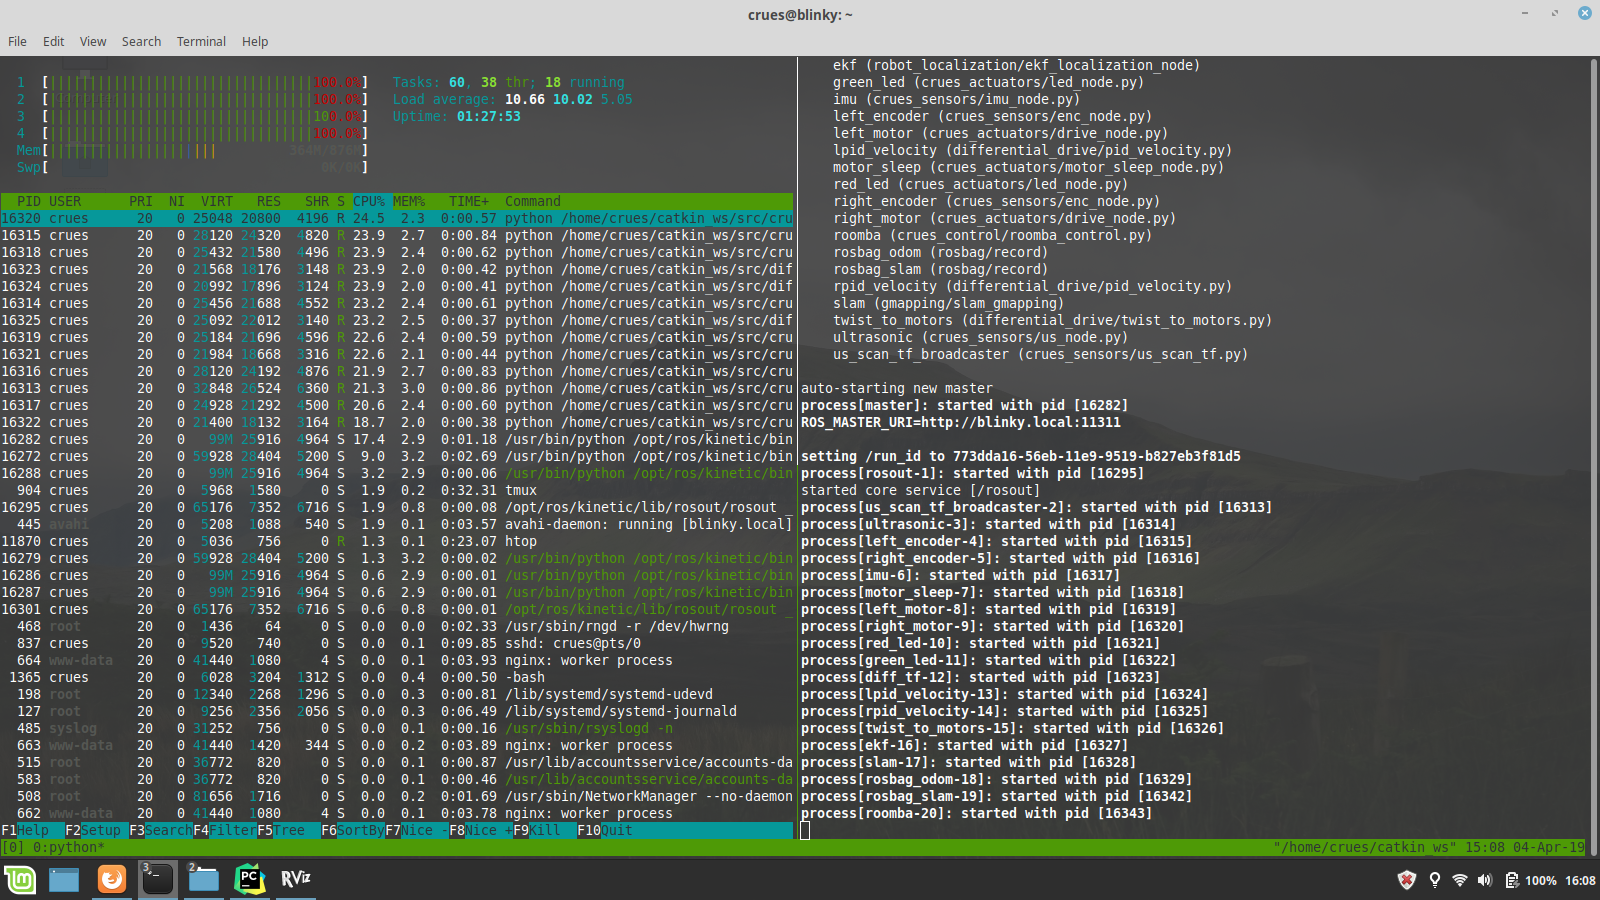 crues@blinky: ~
File Edit View Search Terminal Help
1 [||||||||||||||||||||||||||||||||100.0%] Tasks: 60, 38 thr; 18 running
2 [||||||||||||||||||||||||||||||||100.0%] Load average: 10.66 10.02 5.05
3 [||||||||||||||||||||||||||||||||100.0%] Uptime: 01:27:53
4 [||||||||||||||||||||||||||||||||100.0%]
Mem[||||||||||||||||||||| 364M/876M]
Swp[ 0K/0K]
PID USER PRI NI VIRT RES SHR S CPU% MEM% TIME+ Command
16320 crues 20 0 25048 20800 4196 R 24.5 2.3 0:00.57 python /home/crues/catkin_ws/src/cru
16315 crues 20 0 28120 24320 4820 R 23.9 2.7 0:00.84 python /home/crues/catkin_ws/src/cru
16318 crues 20 0 25432 21580 4496 R 23.9 2.4 0:00.62 python /home/crues/catkin_ws/src/cru
16323 crues 20 0 21568 18176 3148 R 23.9 2.0 0:00.42 python /home/crues/catkin_ws/src/dif
16324 crues 20 0 20992 17896 3124 R 23.9 2.0 0:00.41 python /home/crues/catkin_ws/src/dif
16314 crues 20 0 25456 21688 4552 R 23.2 2.4 0:00.61 python /home/crues/catkin_ws/src/cru
16325 crues 20 0 25092 22012 3140 R 23.2 2.5 0:00.37 python /home/crues/catkin_ws/src/dif
16319 crues 20 0 25184 21696 4596 R 22.6 2.4 0:00.59 python /home/crues/catkin_ws/src/cru
16321 crues 20 0 21984 18668 3316 R 22.6 2.1 0:00.44 python /home/crues/catkin_ws/src/cru
16316 crues 20 0 28120 24192 4876 R 21.9 2.7 0:00.83 python /home/crues/catkin_ws/src/cru
16313 crues 20 0 32848 26524 6360 R 21.3 3.0 0:00.86 python /home/crues/catkin_ws/src/cru
16317 crues 20 0 24928 21292 4500 R 20.6 2.4 0:00.60 python /home/crues/catkin_ws/src/cru
16322 crues 20 0 21400 18132 3164 R 18.7 2.0 0:00.38 python /home/crues/catkin_ws/src/cru
16282 crues 20 0 99M 25916 4964 S 17.4 2.9 0:01.18 /usr/bin/python /opt/ros/kinetic/bin
16272 crues 20 0 59928 28404 5200 S 9.0 3.2 0:02.69 /usr/bin/python /opt/ros/kinetic/bin
16288 crues 20 0 99M 25916 4964 S 3.2 2.9 0:00.06 /usr/bin/python /opt/ros/kinetic/bin
904 crues 20 0 5968 1580 0 S 1.9 0.2 0:32.31 tmux
16295 crues 20 0 65176 7352 6716 S 1.9 0.8 0:00.08 /opt/ros/kinetic/lib/rosout/rosout _
445 avahi 20 0 5208 1088 540 S 1.9 0.1 0:03.57 avahi-daemon: running [blinky.local]
11870 crues 20 0 5036 756 0 R 1.3 0.1 0:23.07 htop
16279 crues 20 0 59928 28404 5200 S 1.3 3.2 0:00.02 /usr/bin/python /opt/ros/kinetic/bin
16286 crues 20 0 99M 25916 4964 S 0.6 2.9 0:00.01 /usr/bin/python /opt/ros/kinetic/bin
16287 crues 20 0 99M 25916 4964 S 0.6 2.9 0:00.01 /usr/bin/python /opt/ros/kinetic/bin
16301 crues 20 0 65176 7352 6716 S 0.6 0.8 0:00.01 /opt/ros/kinetic/lib/rosout/rosout _
468 root 20 0 1436 64 0 S 0.0 0.0 0:02.33 /usr/sbin/rngd -r /dev/hwrng
837 crues 20 0 9520 740 0 S 0.0 0.1 0:09.85 sshd: crues@pts/0
664 www-data 20 0 41440 1080 4 S 0.0 0.1 0:03.93 nginx: worker process
1365 crues 20 0 6028 3204 1312 S 0.0 0.4 0:00.50 -bash
198 root 20 0 12340 2268 1296 S 0.0 0.3 0:00.81 /lib/systemd/systemd-udevd
127 root 20 0 9256 2356 2056 S 0.0 0.3 0:06.49 /lib/systemd/systemd-journald
485 syslog 20 0 31252 756 0 S 0.0 0.1 0:00.16 /usr/sbin/rsyslogd -n
663 www-data 20 0 41440 1420 344 S 0.0 0.2 0:03.89 nginx: worker process
515 root 20 0 36772 820 0 S 0.0 0.1 0:00.87 /usr/lib/accountsservice/accounts-da
583 root 20 0 36772 820 0 S 0.0 0.1 0:00.46 /usr/lib/accountsservice/accounts-da
508 root 20 0 81656 1716 0 S 0.0 0.2 0:01.69 /usr/sbin/NetworkManager --no-daemon
662 www-data 20 0 41440 1080 4 S 0.0 0.1 0:03.78 nginx: worker process
F1Help F2Setup F3SearchF4FilterF5Tree F6SortByF7Nice -F8Nice +F9Kill F10Quit
ekf (robot_localization/ekf_localization_node)
green_led (crues_actuators/led_node.py)
imu (crues_sensors/imu_node.py)
left_encoder (crues_sensors/enc_node.py)
left_motor (crues_actuators/drive_node.py)
lpid_velocity (differential_drive/pid_velocity.py)
motor_sleep (crues_actuators/motor_sleep_node.py)
red_led (crues_actuators/led_node.py)
right_encoder (crues_sensors/enc_node.py)
right_motor (crues_actuators/drive_node.py)
roomba (crues_control/roomba_control.py)
rosbag_odom (rosbag/record)
rosbag_slam (rosbag/record)
rpid_velocity (differential_drive/pid_velocity.py)
slam (gmapping/slam_gmapping)
twist_to_motors (differential_drive/twist_to_motors.py)
ultrasonic (crues_sensors/us_node.py)
us_scan_tf_broadcaster (crues_sensors/us_scan_tf.py)
auto-starting new master
process[master]: started with pid [16282]
ROS_MASTER_URI=http://blinky.local:11311
setting /run_id to 773dda16-56eb-11e9-9519-b827eb3f81d5
process[rosout-1]: started with pid [16295]
started core service [/rosout]
process[us_scan_tf_broadcaster-2]: started with pid [16313]
process[ultrasonic-3]: started with pid [16314]
process[left_encoder-4]: started with pid [16315]
process[right_encoder-5]: started with pid [16316]
process[imu-6]: started with pid [16317]
process[motor_sleep-7]: started with pid [16318]
process[left_motor-8]: started with pid [16319]
process[right_motor-9]: started with pid [16320]
process[red_led-10]: started with pid [16321]
process[green_led-11]: started with pid [16322]
process[diff_tf-12]: started with pid [16323]
process[lpid_velocity-13]: started with pid [16324]
process[rpid_velocity-14]: started with pid [16325]
process[twist_to_motors-15]: started with pid [16326]
process[ekf-16]: started with pid [16327]
process[slam-17]: started with pid [16328]
process[rosbag_odom-18]: started with pid [16329]
process[rosbag_slam-19]: started with pid [16342]
process[roomba-20]: started with pid [16343]
[0] 0:python* "/home/crues/catkin_ws" 15:08 04-Apr-19
3 2 PC RViz 100% 16:08